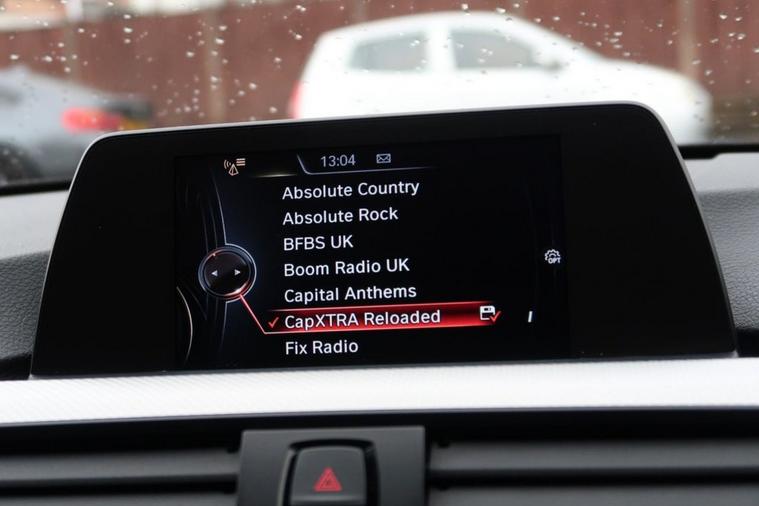 13:04
Absolute Country
Absolute Rock
BFBS UK
Boom Radio UK
Capital Anthems
CapXTRA Reloaded
Fix Radio
OPT